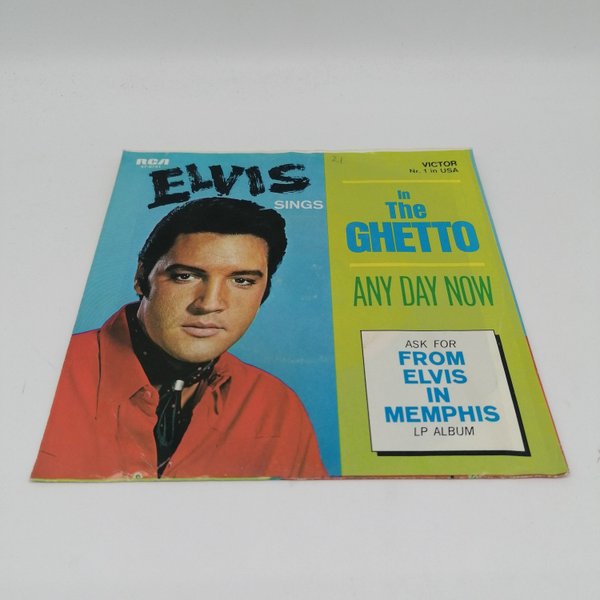 RCA
ELVIS
SINGS
21
VICTOR
Nr. 1 in USA
In
The
GHETTO
ANY DAY NOW
ASK FOR
FROM
ELVIS
IN
MEMPHIS
LP ALBUM